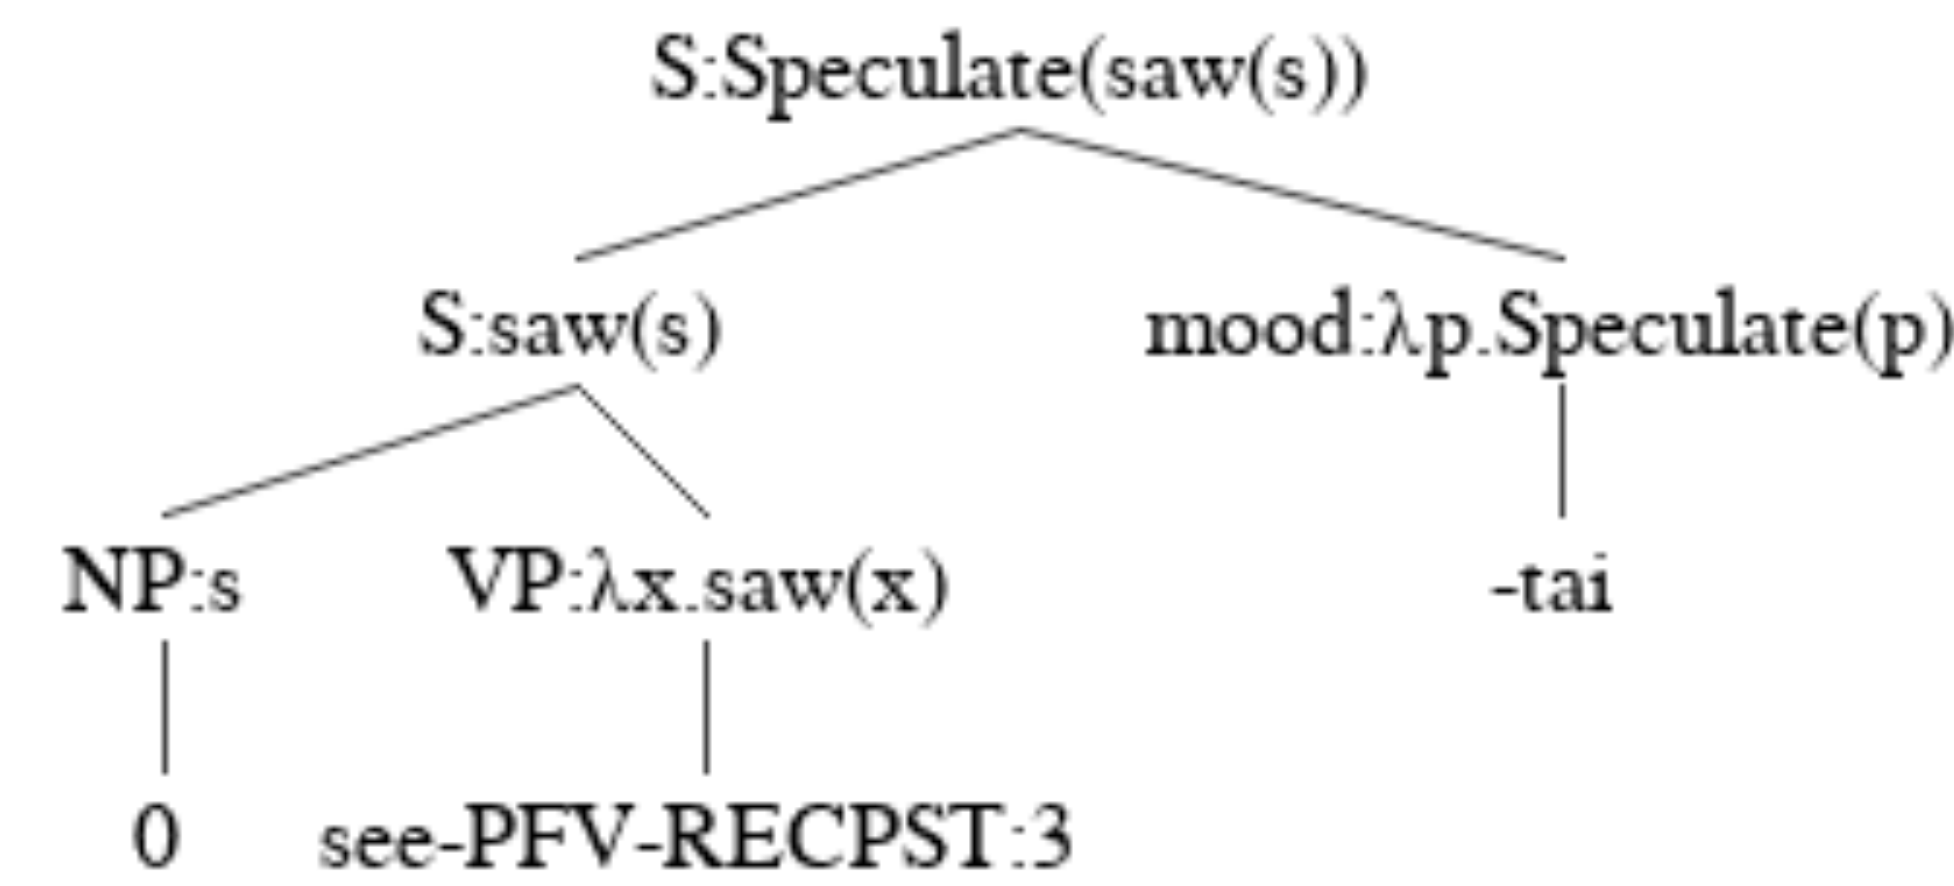 S:Speculate(saw(s))
S:saw(s) mood:λp.Speculate(p)
NP:s VP:λx.saw(x) -tai
0 see-PFV-RECPST:3